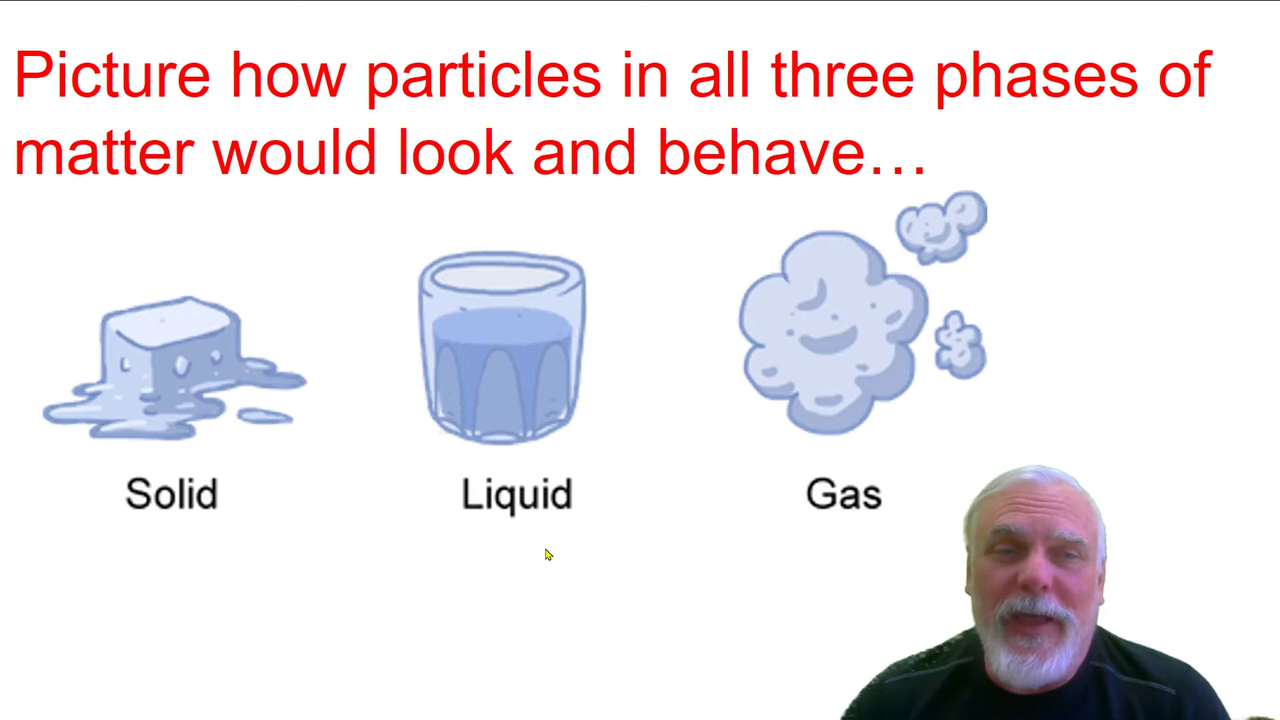 Picture how particles in all three phases of
matter would look and behave…
Solid
Liquid
Gas